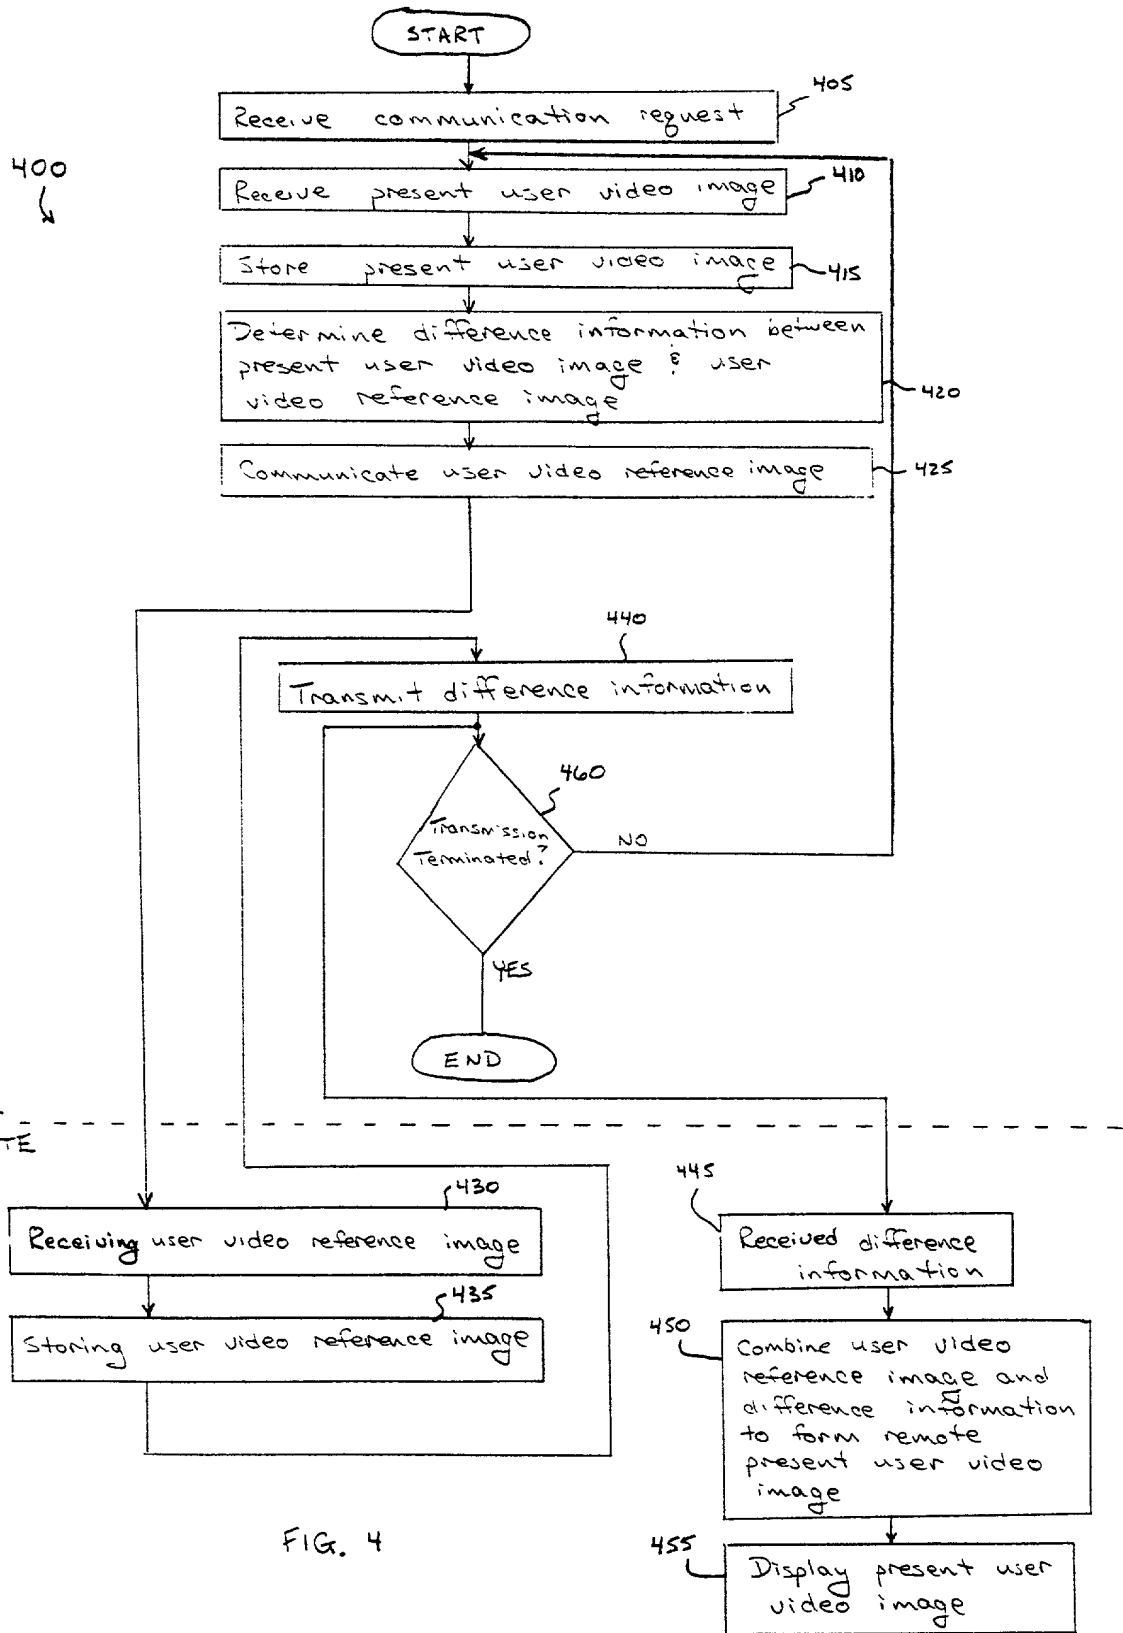 START
405
Receive communication request
400
410
Receive present user video image
Store present user video image
415
Determine difference information between
present user video image & user
video reference image
420
Communicate user video reference image
425
440
Transmit difference information
460
Transmission
Terminated?
NO
YES
END
TE
430
Receiving user video reference image
435
Storing user video reference image
445
Received difference
information
450
Combine user video
reference image and
difference information
to form remote
present user video
image
455
Display present user
video image
FIG. 4